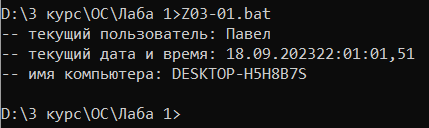 D:\3 курс\ОС\Лаба 1>Z03-01.bat
-- текущий пользователь: Павел
-- текущий дата и время: 18.09.202322:01:01,51
-- имя компьютера: DESKTOP-H5H8B7S
D:\3 курс\ОС\Лаба 1>